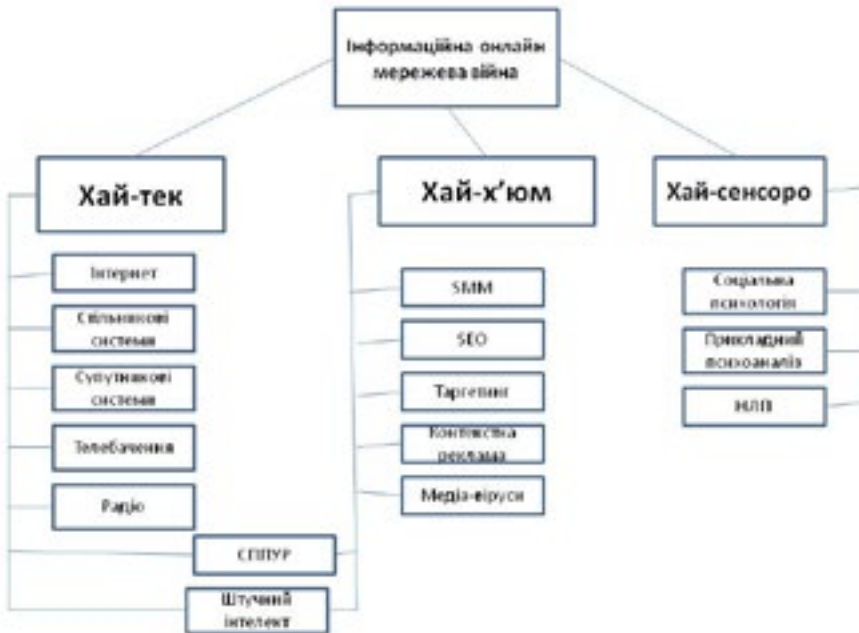 Інформаційна онлайн
мережева війна
Хай-тек
Хай-х'юм
Хай-сенсоро
Інтернет
Стільникові
системи
Супутникові
системи
Телебачення
Радіо
SMM
SEO
Таргетинг
реклама
Медіа-віруси
Соціальна
психологія
Прикладний
психоаналіз
НЛП
СППУР
Штучний
інтелект